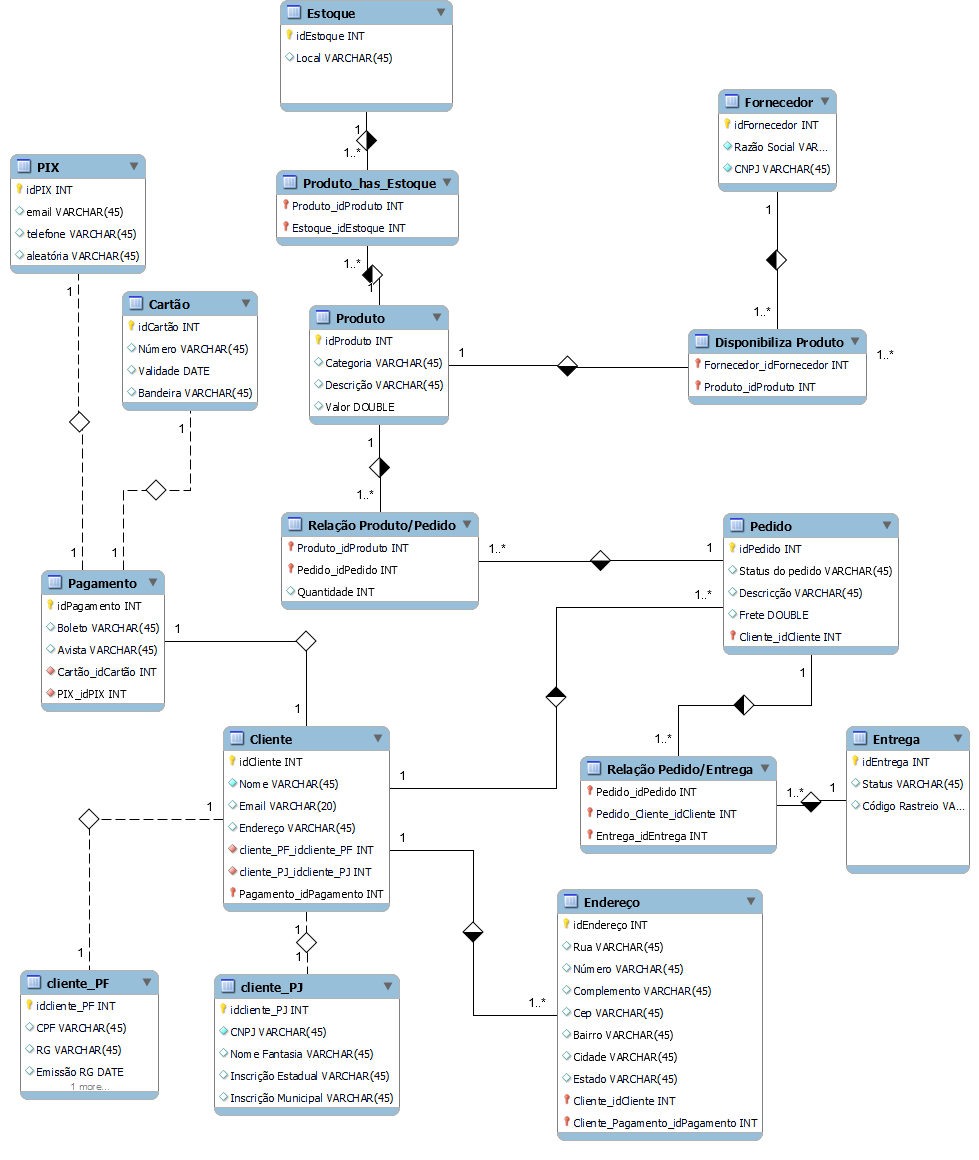 Estoque
idEstoque INT
Local VARCHAR(45)
1
1..*
Fornecedor
idFornecedor INT
Razão Social VAR...
CNPJ VARCHAR(45)
1
1..*
PIX
idPIX INT
email VARCHAR(45)
telefone VARCHAR(45)
aleatória VARCHAR(45)
1
1
Produto_has_Estoque
Produto_idProduto INT
Estoque_idEstoque INT
1..*
1
Cartão
idCartão INT
Número VARCHAR(45)
Validade DATE
Bandeira VARCHAR(45)
1
1
Produto
idProduto INT
Categoria VARCHAR(45)
Descrição VARCHAR(45)
Valor DOUBLE
1
1..*
Disponibiliza Produto
Fornecedor_idFornecedor INT
Produto_idProduto INT
1
1..*
Relação Produto/Pedido
Produto_idProduto INT
Pedido_idPedido INT
Quantidade INT
1..*
1
Pedido
idPedido INT
Status do pedido VARCHAR(45)
Descricção VARCHAR(45)
Frete DOUBLE
Cliente_idCliente INT
1..*
1
Pagamento
idPagamento INT
Boleto VARCHAR(45)
Avista VARCHAR(45)
Cartão_idCartão INT
PIX_idPIX INT
1
1
Cliente
idCliente INT
Nome VARCHAR(45)
Email VARCHAR(20)
Endereço VARCHAR(45)
cliente_PF_idcliente_PF INT
cliente_PJ_idcliente_PJ INT
Pagamento_idPagamento INT
1
1
1
1
1..*
Relação Pedido/Entrega
Pedido_idPedido INT
Pedido_Cliente_idCliente INT
Entrega_idEntrega INT
1..*
1
Entrega
idEntrega INT
Status VARCHAR(45)
Código Rastreio VA...
1
1
1..*
cliente_PF
idcliente_PF INT
CPF VARCHAR(45)
RG VARCHAR(45)
Emissão RG DATE
1 more...
cliente_PJ
idcliente_PJ INT
CNPJ VARCHAR(45)
Nome Fantasia VARCHAR(45)
Inscrição Estadual VARCHAR(45)
Inscrição Municipal VARCHAR(45)
Endereço
idEndereço INT
Rua VARCHAR(45)
Número VARCHAR(45)
Complemento VARCHAR(45)
Cep VARCHAR(45)
Bairro VARCHAR(45)
Cidade VARCHAR(45)
Estado VARCHAR(45)
Cliente_idCliente INT
Cliente_Pagamento_idPagamento INT